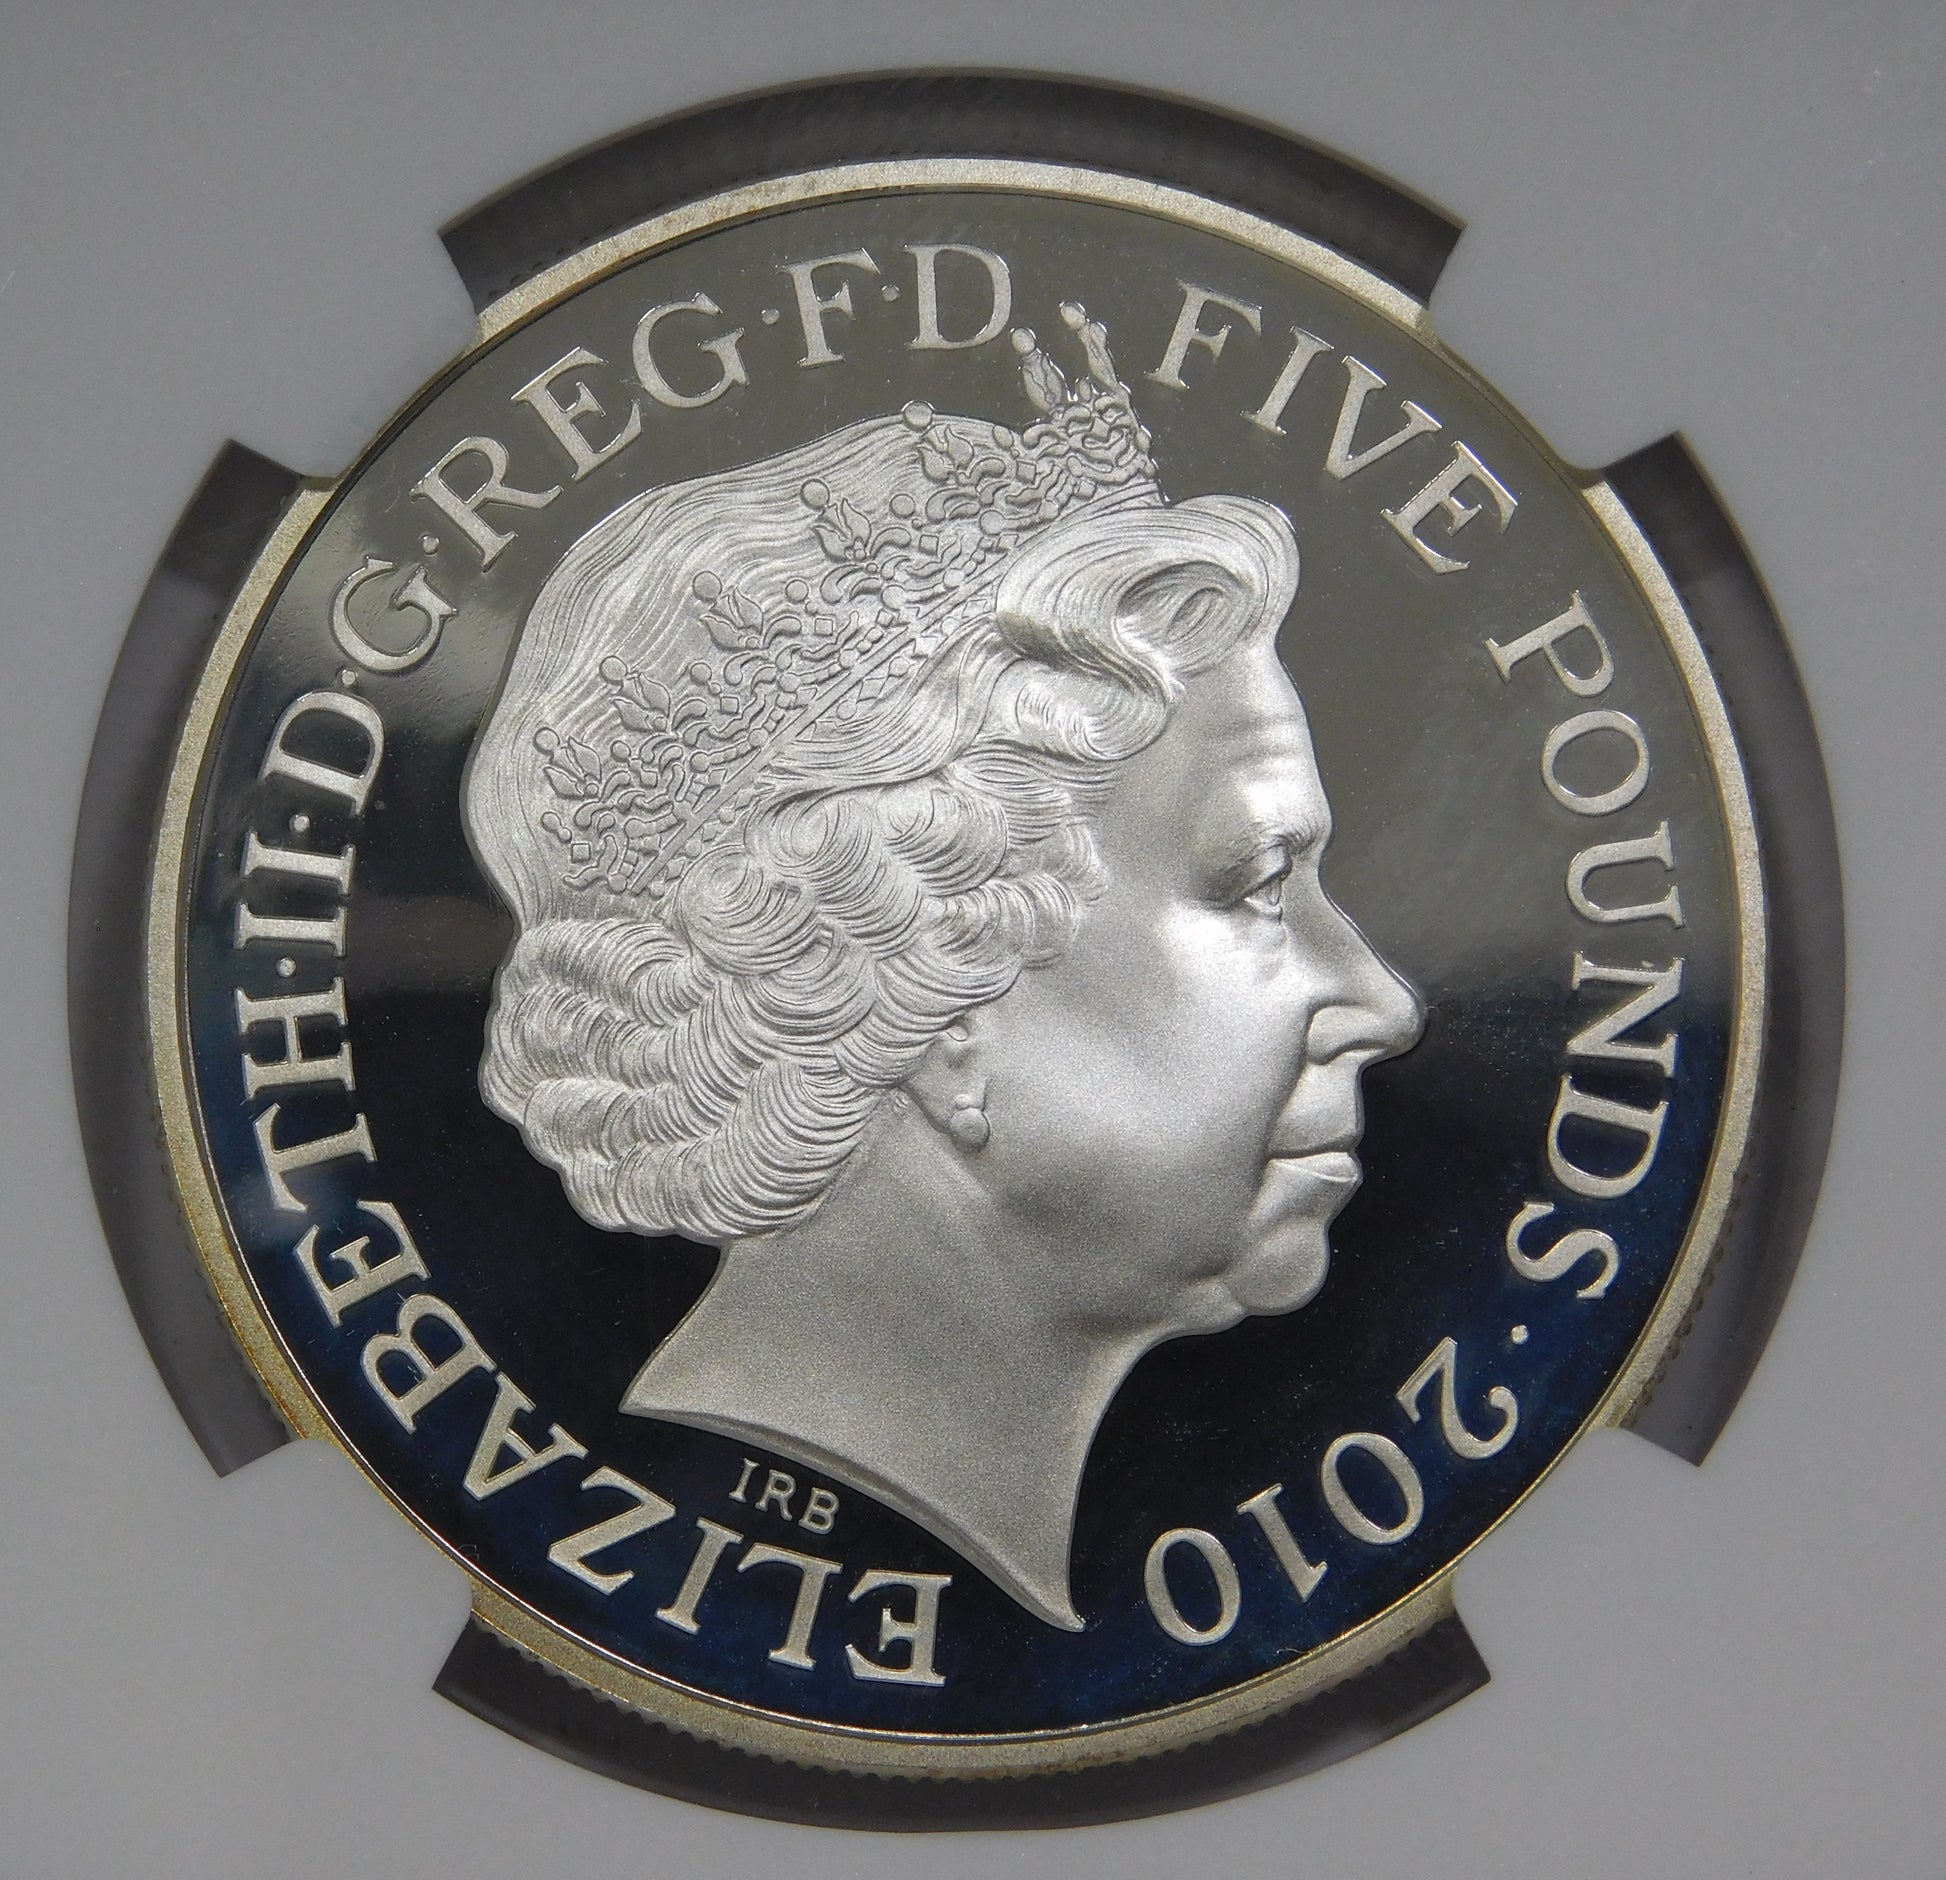 ELIZABETH·II·D·G·REG·F·D FIVE POUNDS·2010
IRB